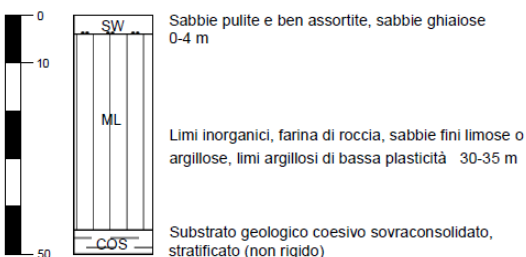 0
SW
Sabbie pulite e ben assortite, sabbie ghiaiose
0-4 m
10
ML
Limi inorganici, farina di roccia, sabbie fini limose o
argillose, limi argillosi di bassa plasticità 30-35 m
COS
Substrato geologico coesivo sovraconsolidato,
stratificato (non rigido)
50